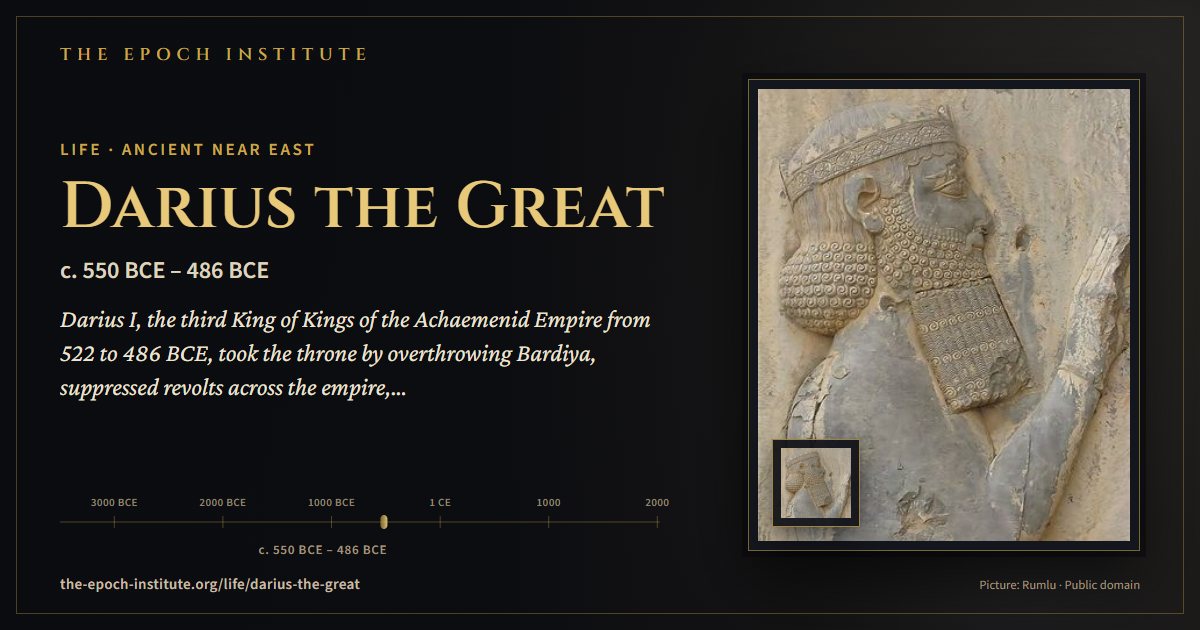 THE EPOCH INSTITUTE
LIFE · ANCIENT NEAR EAST
DARIUS THE GREAT
c. 550 BCE – 486 BCE
Darius I, the third King of Kings of the Achaemenid Empire from
522 to 486 BCE, took the throne by overthrowing Bardiya,
suppressed revolts across the empire,...
3000 BCE 2000 BCE 1000 BCE 1 CE 1000 2000
c. 550 BCE – 486 BCE
the-epoch-institute.org/life/darius-the-great
Picture: Rumlu · Public domain